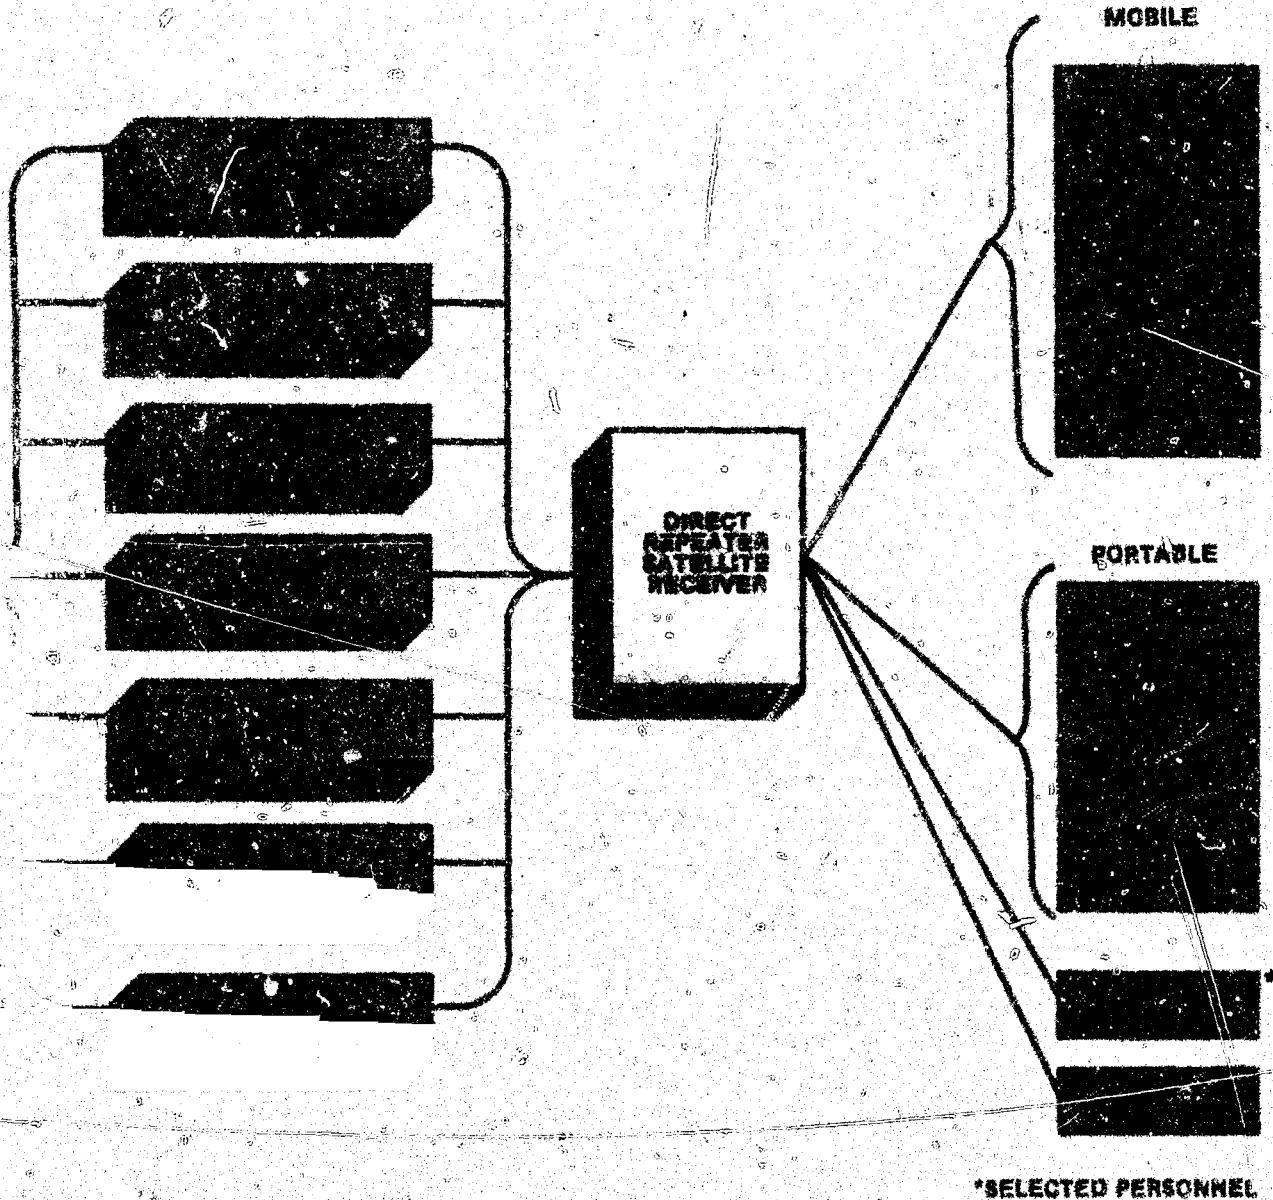 MOBILE
DIRECT
REPEATER
SATELLITE
RECEIVER
PORTABLE
*
*SELECTED PERSONNEL